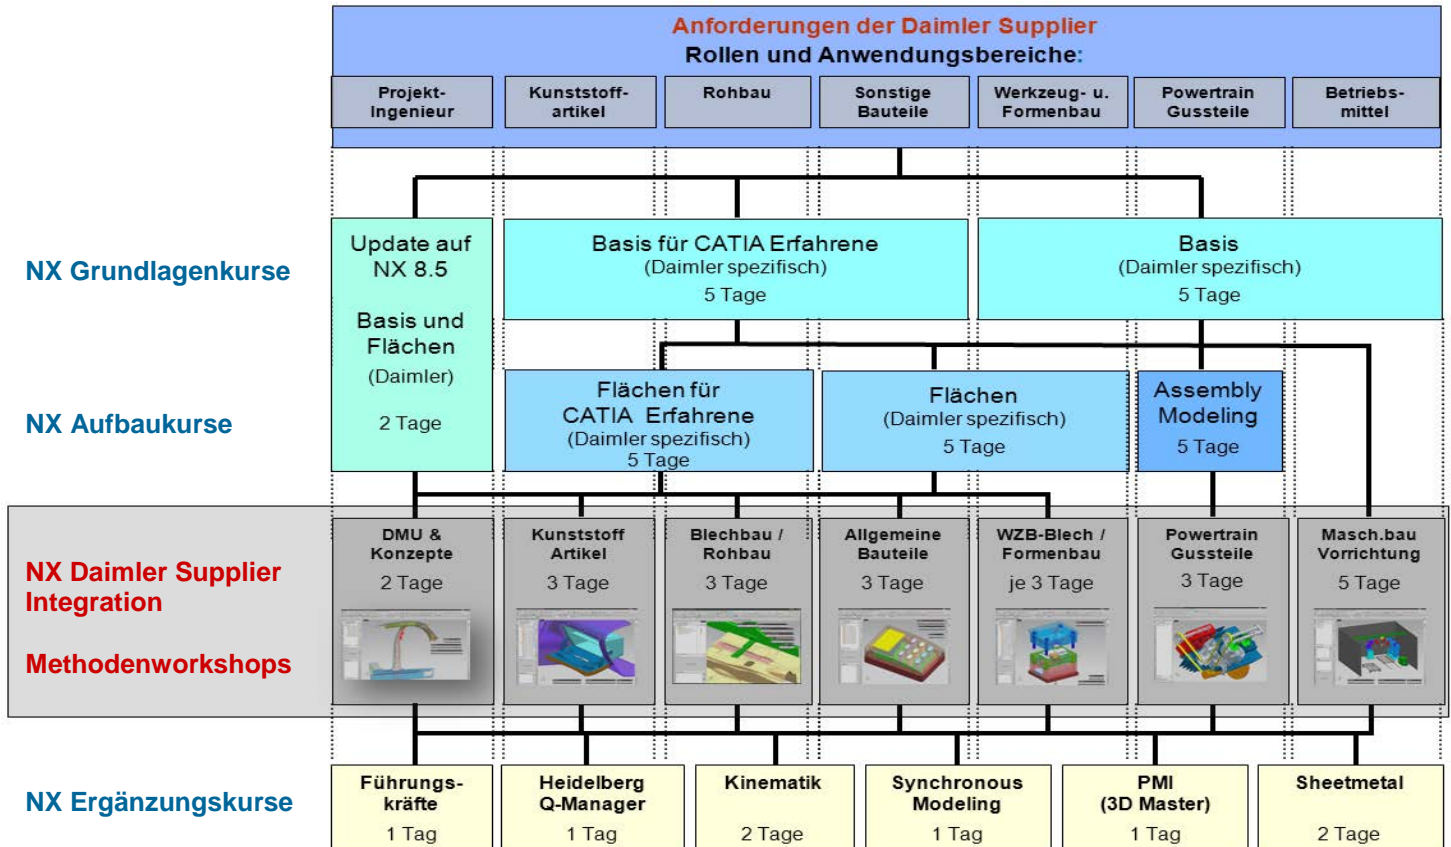 Anforderungen der Daimler Supplier
Rollen und Anwendungsbereiche:
Projekt-
Ingenieur
Kunststoff-
artikel
Rohbau
Sonstige
Bauteile
Werkzeug- u.
Formenbau
Powertrain
Gussteile
Betriebs-
mittel
NX Grundlagenkurse
Update auf
NX 8.5
Basis und
Flächen
(Daimler)
2 Tage
Basis für CATIA Erfahrene
(Daimler spezifisch)
5 Tage
Basis
(Daimler spezifisch)
5 Tage
NX Aufbaukurse
Flächen für
CATIA Erfahrene
(Daimler spezifisch)
5 Tage
Flächen
(Daimler spezifisch)
5 Tage
Assembly
Modeling
5 Tage
NX Daimler Supplier
Integration
Methodenworkshops
DMU &
Konzepte
2 Tage
Kunststoff
Artikel
3 Tage
Blechbau /
Rohbau
3 Tage
Allgemeine
Bauteile
3 Tage
WZB-Blech /
Formenbau
je 3 Tage
Powertrain
Gussteile
3 Tage
Masch.bau
Vorrichtung
5 Tage
NX Ergänzungskurse
Führungs-
kräfte
1 Tag
Heidelberg
Q-Manager
1 Tag
Kinematik
2 Tage
Synchronous
Modeling
1 Tag
PMI
(3D Master)
1 Tag
Sheetmetal
2 Tage